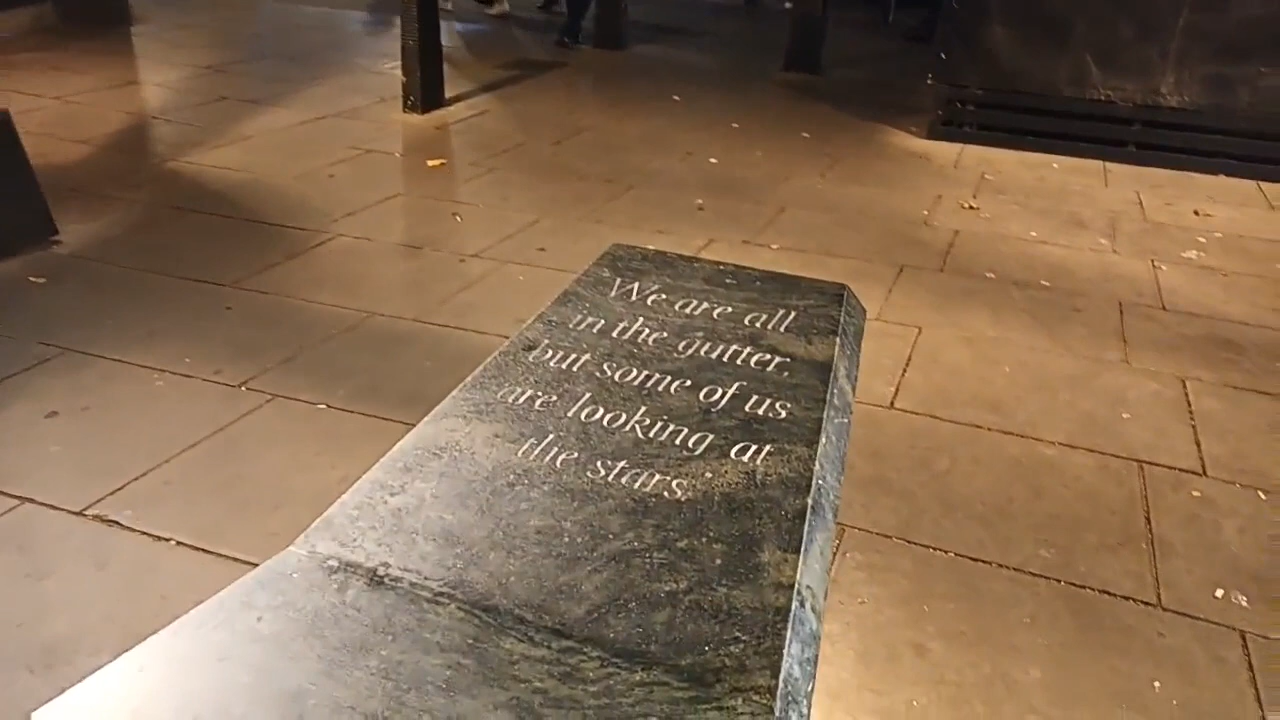 We are all
in the gutter,
but some of us
are looking at
the stars.